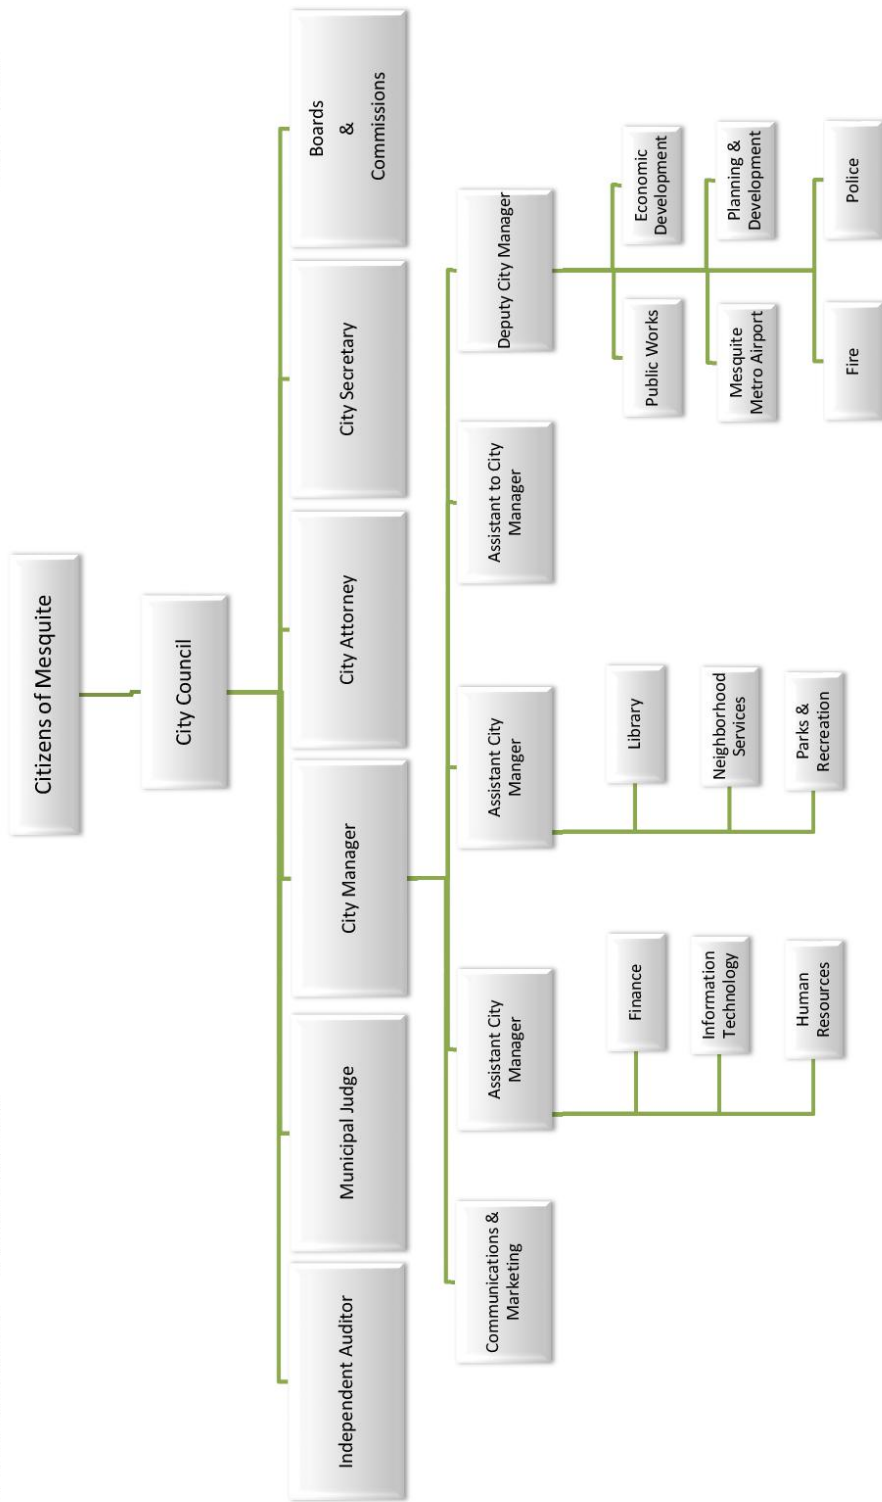 Citizens of Mesquite
City Council
Independent Auditor
Municipal Judge
City Manager
City Attorney
City Secretary
Boards
&
Commissions
Communications &
Marketing
Assistant City
Manager
Assistant City
Manger
Assistant to City
Manager
Deputy City Manager
Finance
Information
Technology
Human
Resources
Library
Neighborhood
Services
Parks &
Recreation
Public Works
Economic
Development
Mesquite
Metro Airport
Planning &
Development
Fire
Police